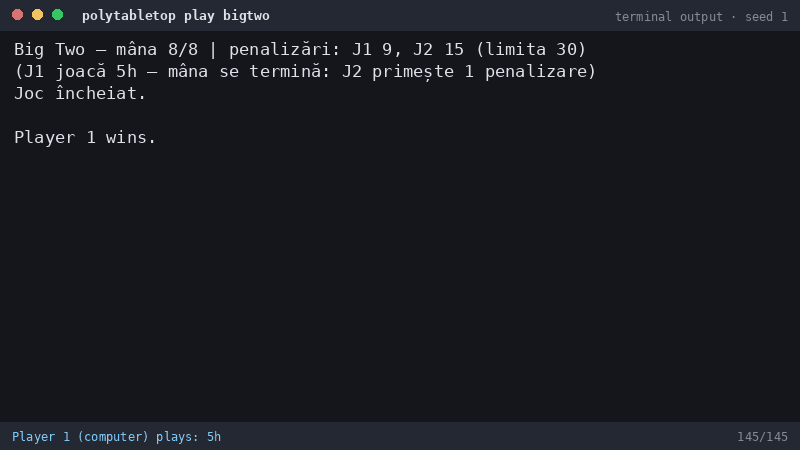 polytabletop play bigtwo
terminal output · seed 1
Big Two — mâna 8/8 | penalizări: J1 9, J2 15 (limita 30)
(J1 joacă 5h — mâna se termină: J2 primește 1 penalizare)
Joc încheiat.
Player 1 wins.
Player 1 (computer) plays: 5h
145/145